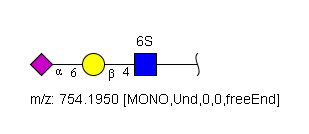 6S
α 6 β 4
m/z: 754.1950 [MONO,Und,0,0,freeEnd]